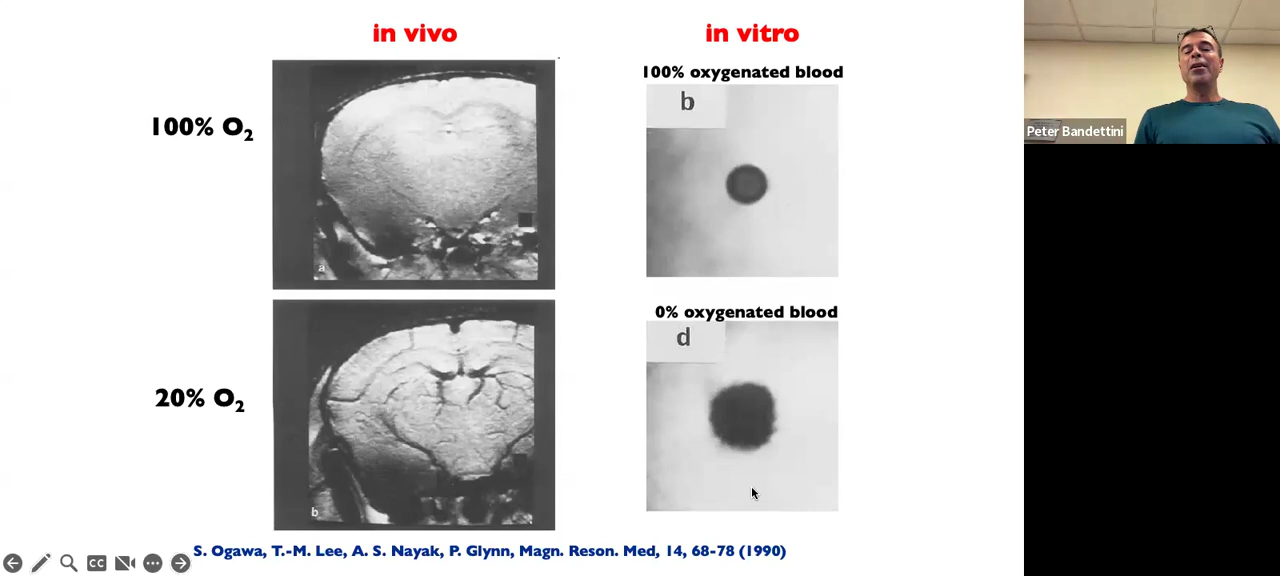 in vivo
in vitro
100% oxygenated blood
b
100% O₂
a
0% oxygenated blood
d
20% O₂
b
S. Ogawa, T.-M. Lee, A. S. Nayak, P. Glynn, Magn. Reson. Med, 14, 68-78 (1990)
CC
Peter Bandettini